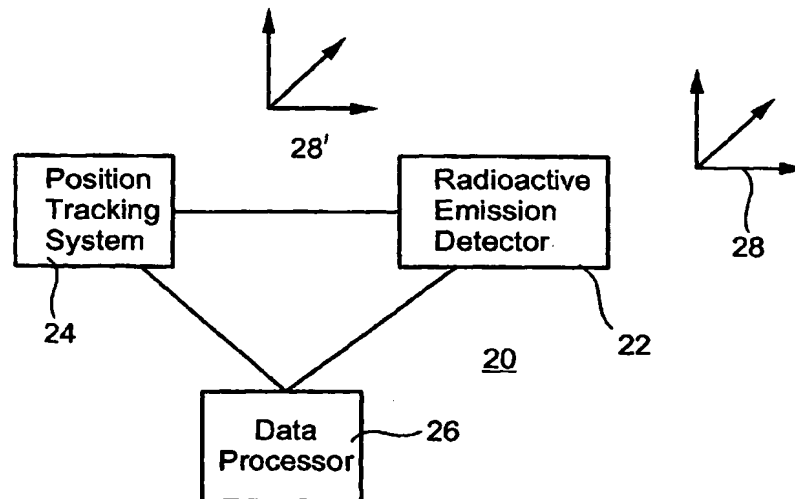 28'
Position
Tracking
System
24
Radioactive
Emission
Detector
22
28
20
Data
Processor
26